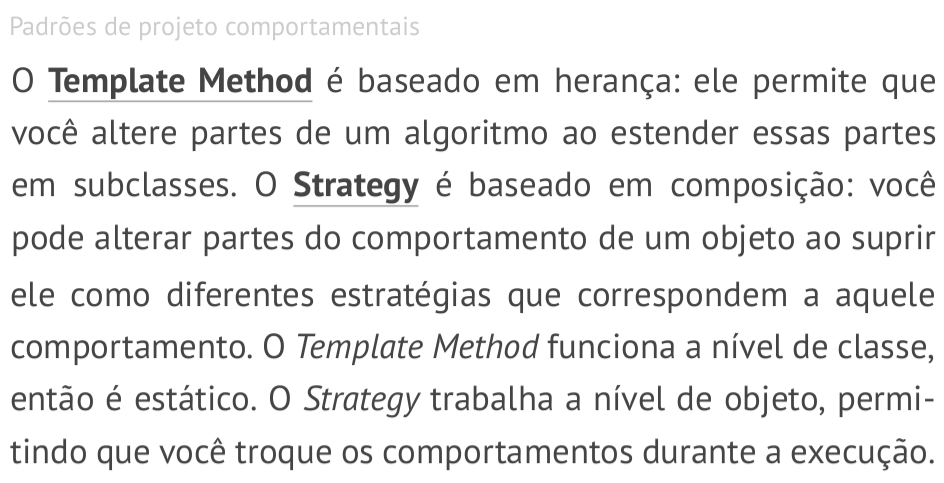 Padrões de projeto comportamentais
O Template Method é baseado em herança: ele permite que
você altere partes de um algoritmo ao estender essas partes
em subclasses. O Strategy é baseado em composição: você
pode alterar partes do comportamento de um objeto ao suprir
ele como diferentes estratégias que correspondem a aquele
comportamento. O Template Method funciona a nível de classe,
então é estático. O Strategy trabalha a nível de objeto, permi-
tindo que você troque os comportamentos durante a execução.